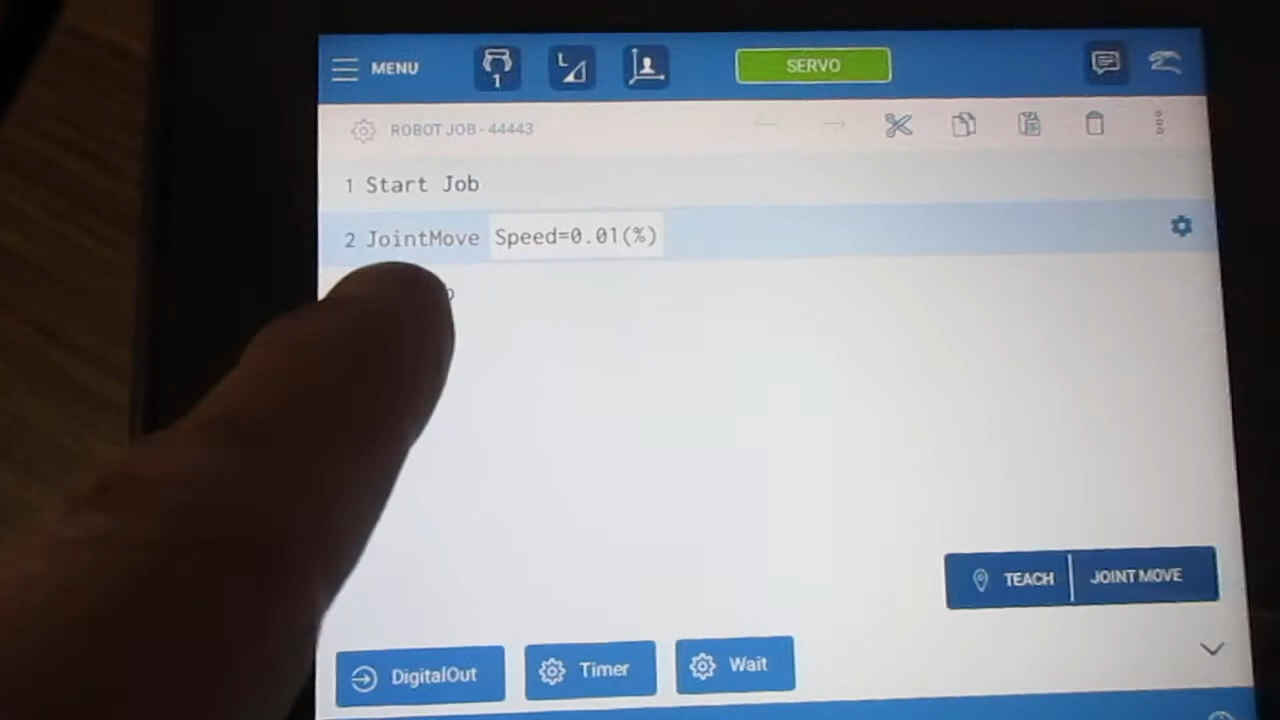 MENU
1
L
SERVO
ROBOT JOB - 44443
1 Start Job
2 JointMove Speed=0.01(%)
TEACH
JOINT MOVE
DigitalOut
Timer
Wait